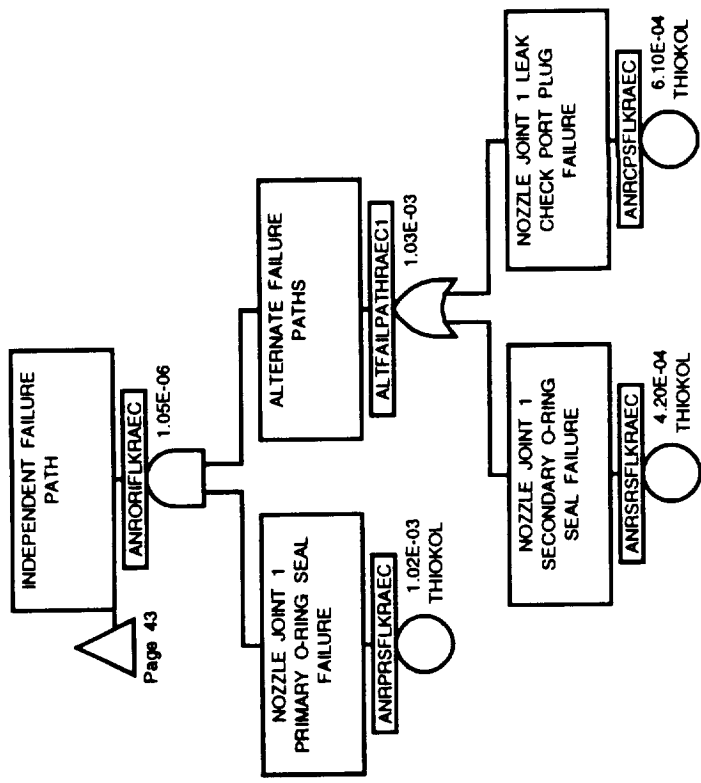 INDEPENDENT FAILURE
PATH
Page 43
ANRORIFLKRAEC
1.05E-06
NOZZLE JOINT 1
PRIMARY O-RING SEAL
FAILURE
ANRPRSFLKRAEC
1.02E-03
THIOKOL
ALTERNATE FAILURE
PATHS
ALTFAILPATHRAEC1
1.03E-03
NOZZLE JOINT 1
SECONDARY O-RING
SEAL FAILURE
ANRSRSFLKRAEC
4.20E-04
THIOKOL
NOZZLE JOINT 1 LEAK
CHECK PORT PLUG
FAILURE
ANRCPSFLKRAEC
6.10E-04
THIOKOL